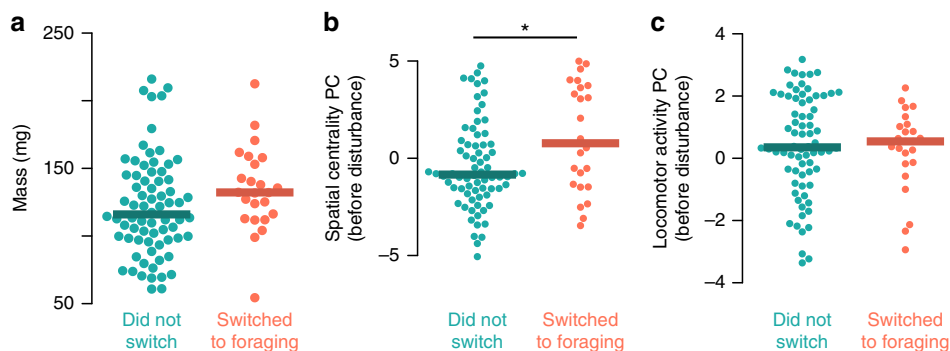 a
Mass (mg)
250
150
50
Did not
switch
Switched
to foraging
b
*
Spatial centrality PC
(before disturbance)
5
0
–5
Did not
switch
Switched
to foraging
c
Locomotor activity PC
(before disturbance)
4
2
0
–2
–4
Did not
switch
Switched
to foraging